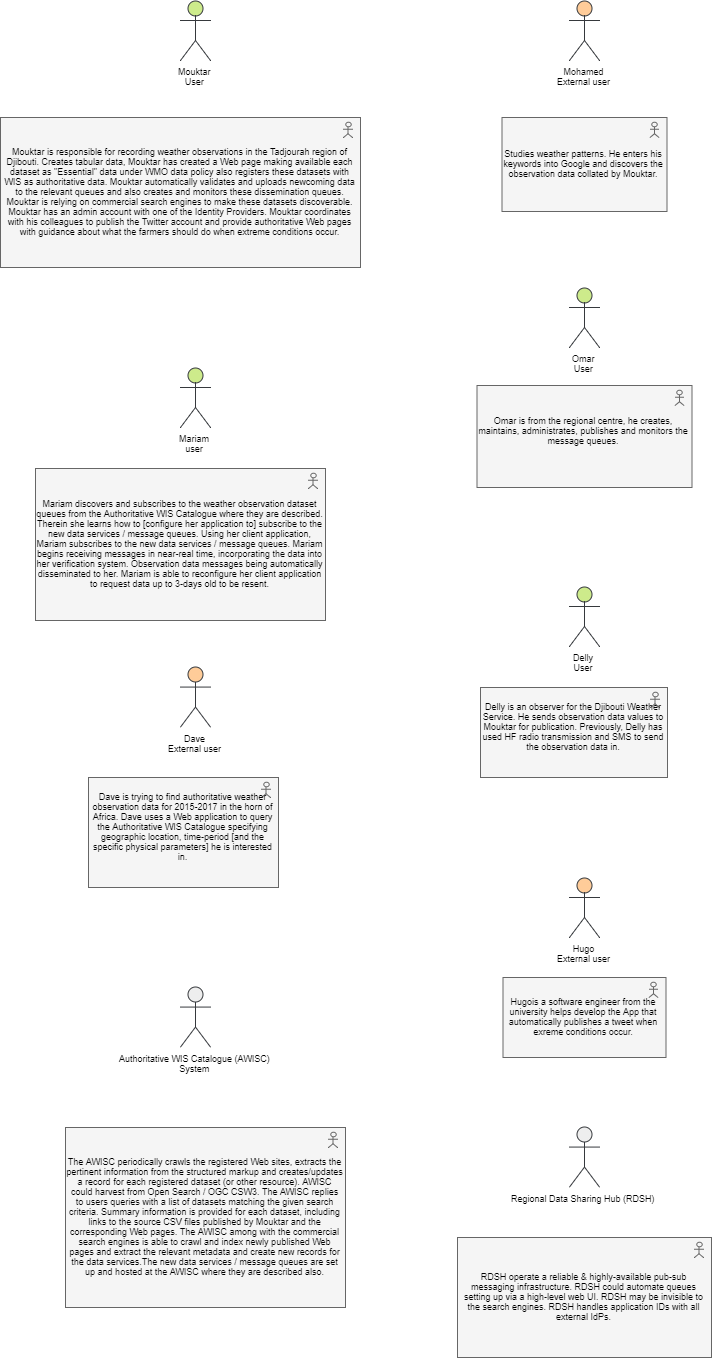 Mouktar
User
Mouktar is responsible for recording weather observations in the Tadjourah region of
Djibouti. Creates tabular data, Mouktar has created a Web page making available each
dataset as "Essential" data under WMO data policy also registers these datasets with
WIS as authoritative data. Mouktar automatically validates and uploads newcoming data
to the relevant queues and also creates and monitors these dissemination queues.
Mouktar is relying on commercial search engines to make these datasets discoverable.
Mouktar has an admin account with one of the Identity Providers. Mouktar coordinates
with his colleagues to publish the Twitter account and provide authoritative Web pages
with guidance about what the farmers should do when extreme conditions occur.
Mohamed
External user
Studies weather patterns. He enters his
keywords into Google and discovers the
observation data collated by Mouktar.
Omar
User
Omar is from the regional centre, he creates,
maintains, administrates, publishes and monitors the
message queues.
Mariam
user
Mariam discovers and subscribes to the weather observation dataset
queues from the Authoritative WIS Catalogue where they are described.
Therein she learns how to [configure her application to] subscribe to the
new data services / message queues. Using her client application,
Mariam subscribes to the new data services / message queues. Mariam
begins receiving messages in near-real time, incorporating the data into
her verification system. Observation data messages being automatically
disseminated to her. Mariam is able to reconfigure her client application
to request data up to 3-days old to be resent.
Delly
User
Delly is an observer for the Djibouti Weather
Service. He sends observation data values to
Mouktar for publication. Previously, Delly has
used HF radio transmission and SMS to send
the observation data in.
Dave
External user
Dave is trying to find authoritative weather
observation data for 2015-2017 in the horn of
Africa. Dave uses a Web application to query
the Authoritative WIS Catalogue specifying
geographic location, time-period [and the
specific physical parameters] he is interested
in.
Hugo
External user
Hugois a software engineer from the
university helps develop the App that
automatically publishes a tweet when
exreme conditions occur.
Authoritative WIS Catalogue (AWISC)
System
The AWISC periodically crawls the registered Web sites, extracts the
pertinent information from the structured markup and creates/updates
a record for each registered dataset (or other resource). AWISC
could harvest from Open Search / OGC CSW3. The AWISC replies
to users queries with a list of datasets matching the given search
criteria. Summary information is provided for each dataset, including
links to the source CSV files published by Mouktar and the
corresponding Web pages. The AWISC among with the commercial
search engines is able to crawl and index newly published Web
pages and extract the relevant metadata and create new records for
the data services.The new data services / message queues are set
up and hosted at the AWISC where they are described also.
Regional Data Sharing Hub (RDSH)
RDSH operate a reliable & highly-available pub-sub
messaging infrastructure. RDSH could automate queues
setting up via a high-level web UI. RDSH may be invisible to
the search engines. RDSH handles application IDs with all
external IdPs.